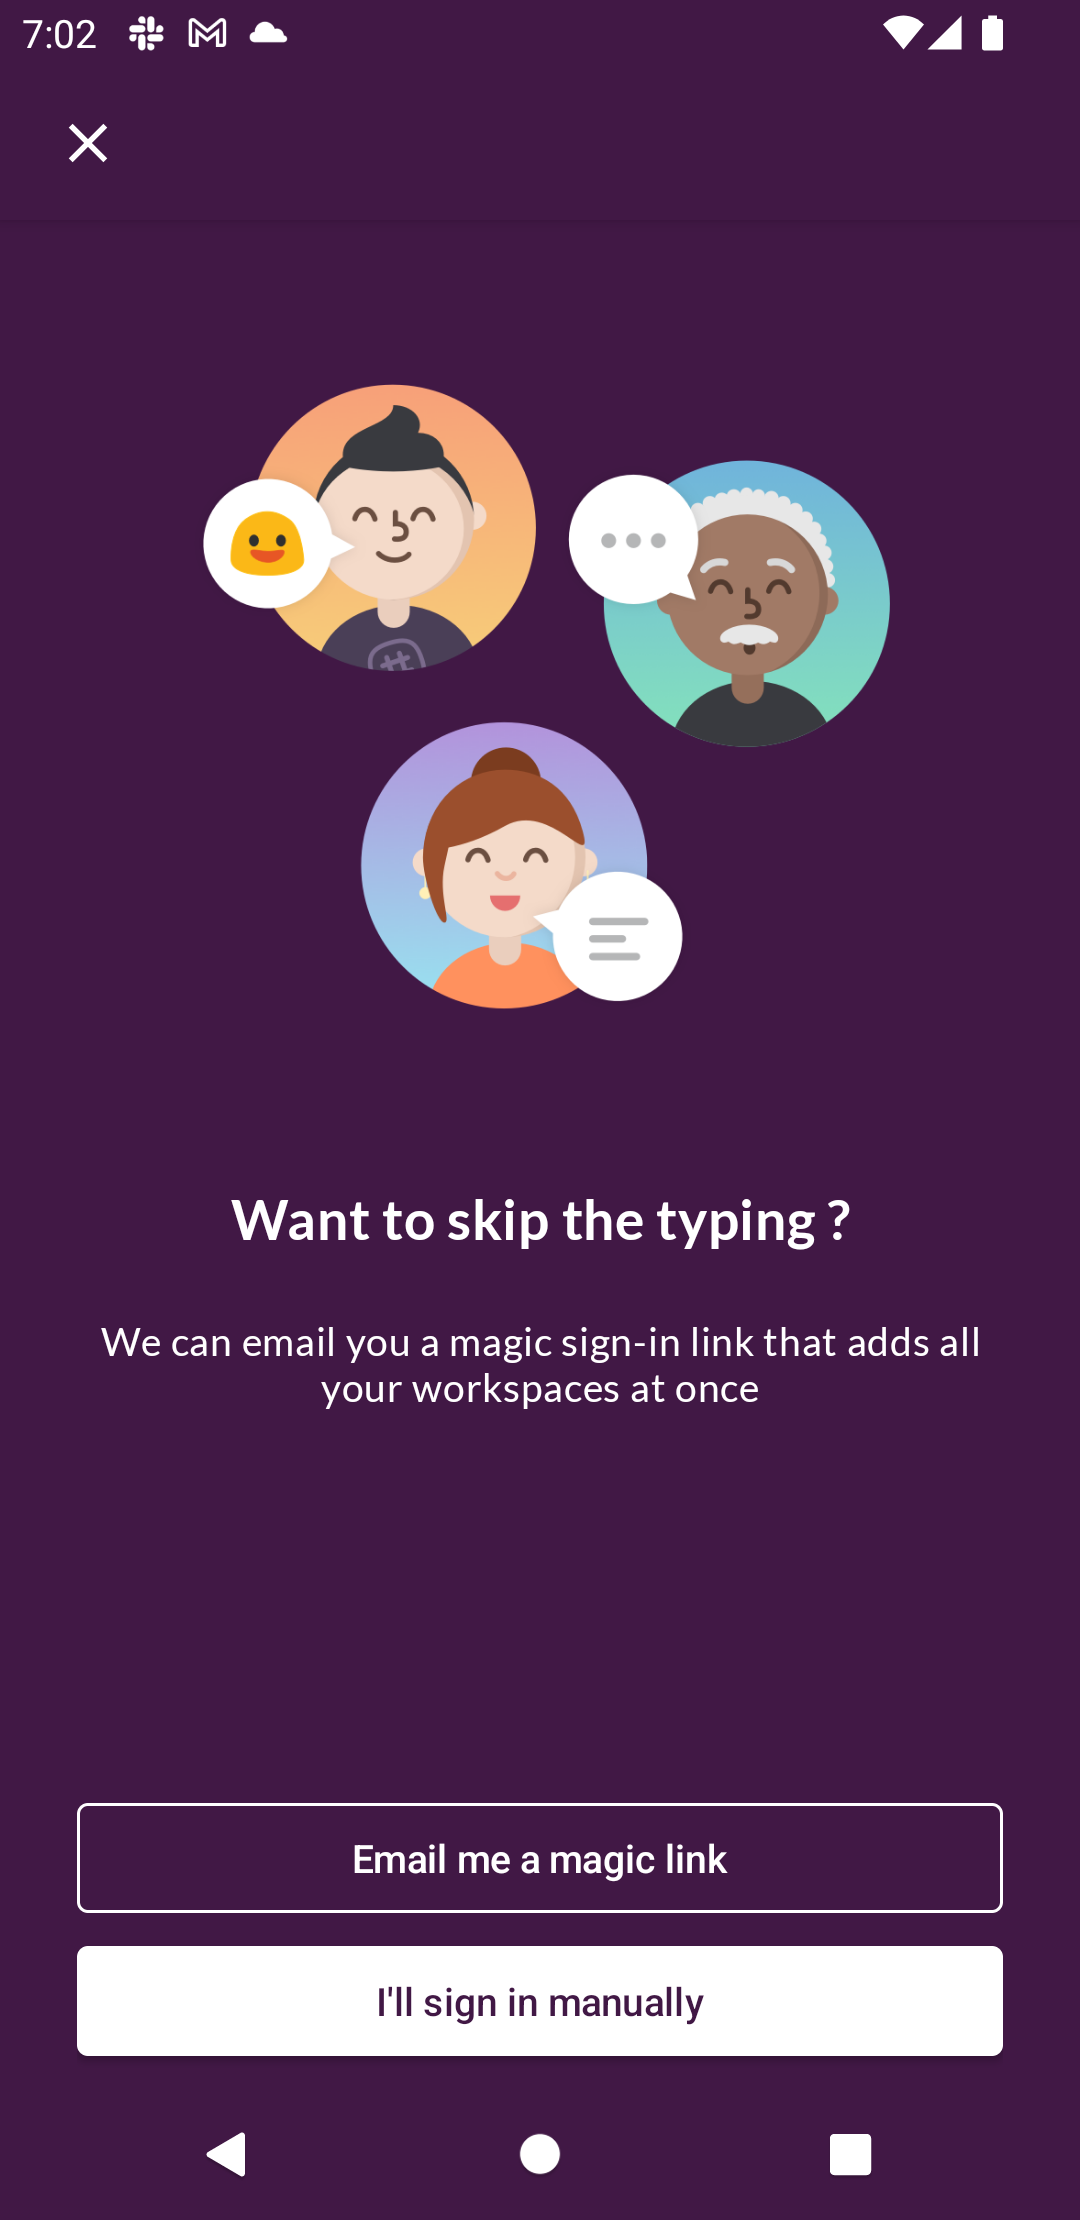 7:02
Want to skip the typing ?
We can email you a magic sign-in link that adds all
your workspaces at once
Email me a magic link
I'll sign in manually